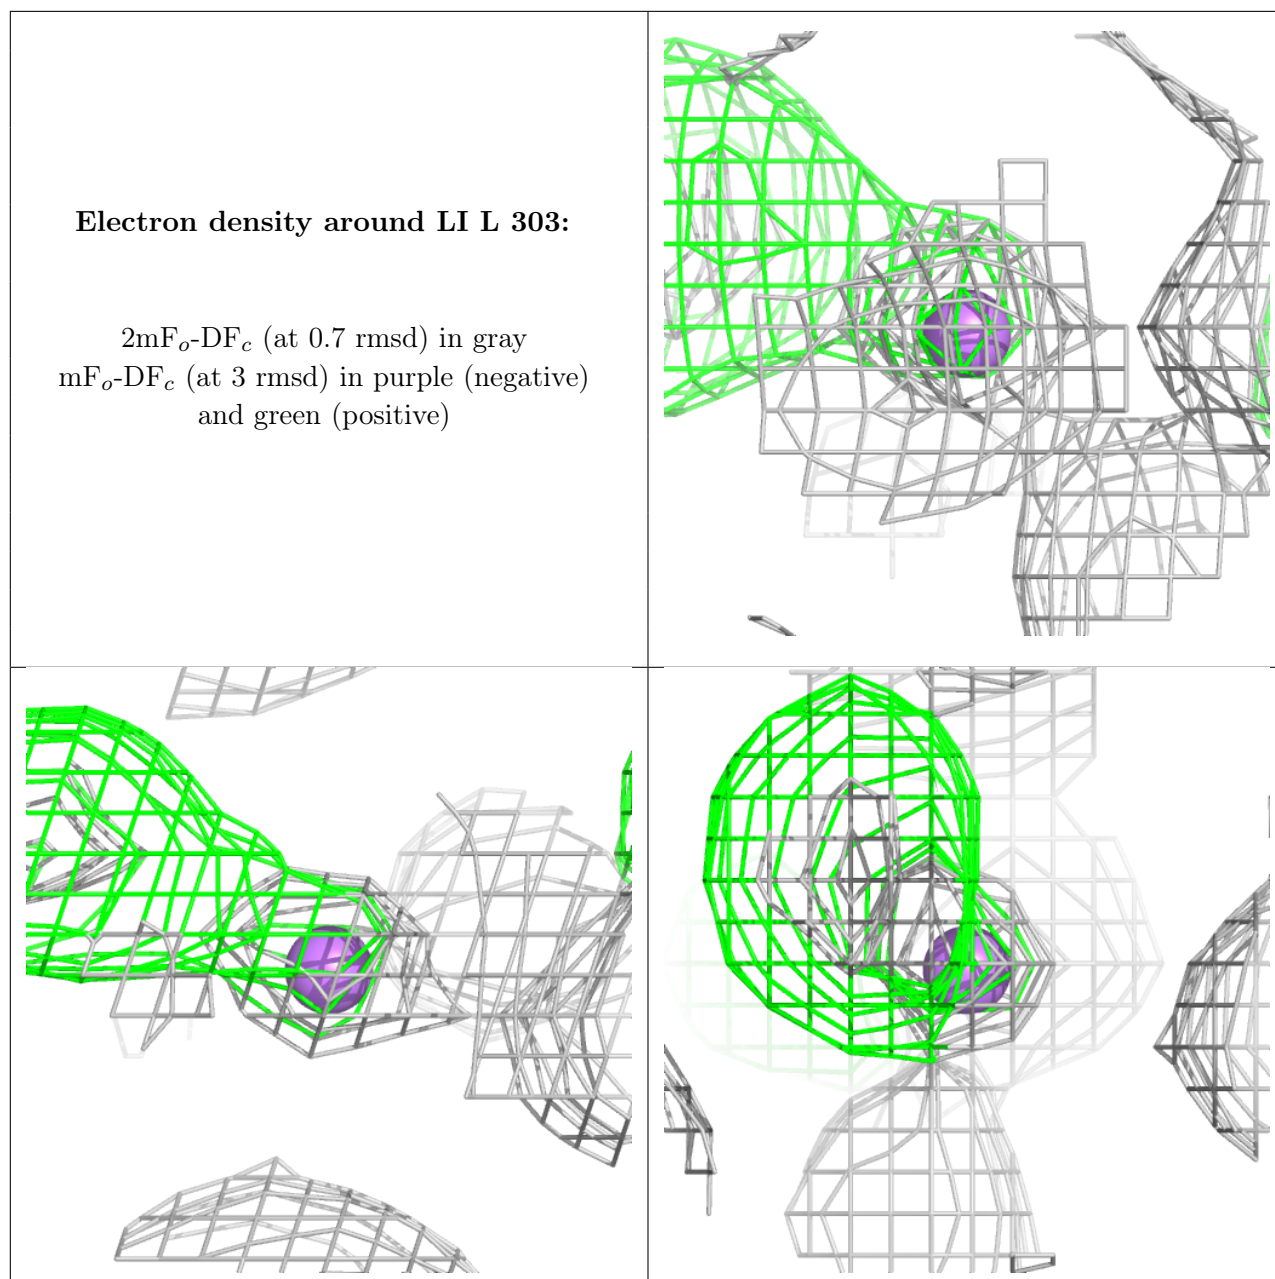 Electron density around LI L 303:
2mFo-DFc (at 0.7 rmsd) in gray
mFo-DFc (at 3 rmsd) in purple (negative)
and green (positive)